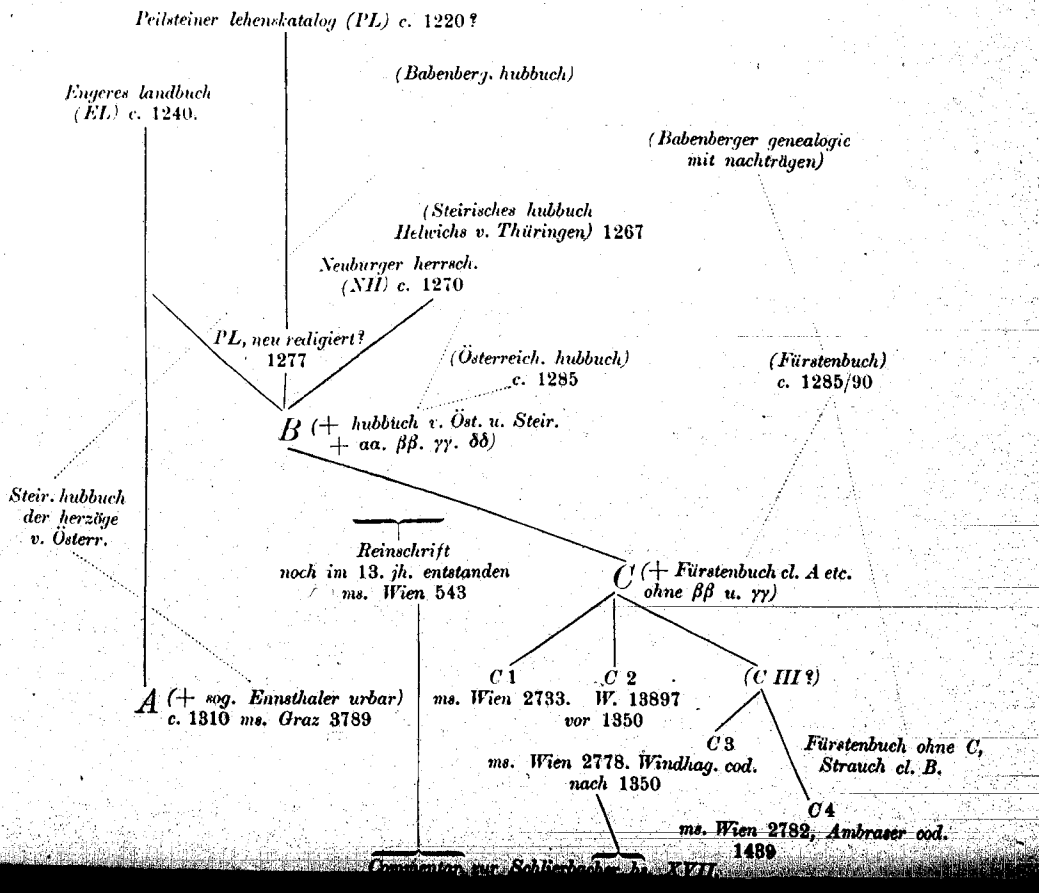 Peilsteiner lehenskatalog (PL) c. 1220?
(Babenberg. hubbuch)
Engeres landbuch
(EL) c. 1240.
(Babenberger genealogie
mit nachträgen)
(Steirisches hubbuch
Helwichs v. Thüringen) 1267
Neuburger herrsch.
(NH) c. 1270
PL, neu redigiert?
1277
(Österreich. hubbuch)
c. 1285
(Fürstenbuch)
c. 1285/90
B (+ hubbuch v. Öst. u. Steir.
+ αα. ββ. γγ. δδ)
Steir. hubbuch
der herzöge
v. Österr.
Reinschrift
noch im 13. jh. entstanden
ms. Wien 543
C (+ Fürstenbuch cl. A etc.
ohne ββ u. γγ)
A (+ sog. Ennsthaler urbar)
c. 1310 ms. Graz 3789
C 1
ms. Wien 2733.
C 2
W. 13897
vor 1350
(C III?)
C 3
ms. Wien 2778. Windhag. cod.
nach 1350
Fürstenbuch ohne C,
Strauch cl. B.
C 4
ms. Wien 2782, Ambraser cod.
1489
Commentar zur Schlierbacher hs. XVII.